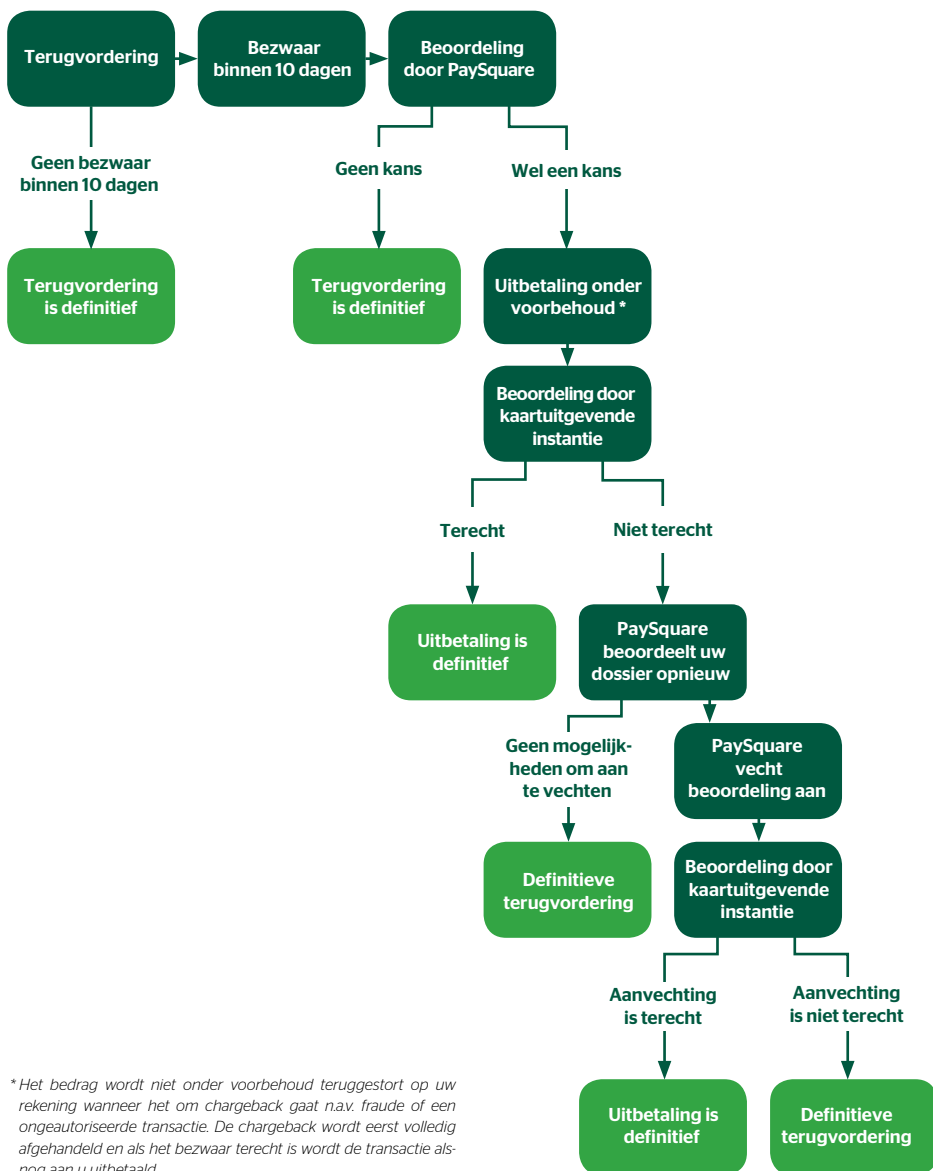 Terugvordering
Bezwaar
binnen 10 dagen
Beoordeling
door PaySquare
Geen bezwaar
binnen 10 dagen
Geen kans
Wel een kans
Terugvordering
is definitief
Terugvordering
is definitief
Uitbetaling onder
voorbehoud *
Beoordeling door
kaartuitgevende
instantie
Terecht
Niet terecht
Uitbetaling is
definitief
PaySquare
beoordeelt uw
dossier opnieuw
Geen mogelijk-
heden om aan
te vechten
PaySquare
vecht
beoordeling aan
Definitieve
terugvordering
Beoordeling door
kaartuitgevende
instantie
Aanvechting
is terecht
Aanvechting
is niet terecht
Uitbetaling is
definitief
Definitieve
terugvordering
* Het bedrag wordt niet onder voorbehoud teruggestort op uw
rekening wanneer het om chargeback gaat n.a.v. fraude of een
ongeautoriseerde transactie. De chargeback wordt eerst volledig
afgehandeld en als het bezwaar terecht is wordt de transactie als-
nog aan u uitbetaald